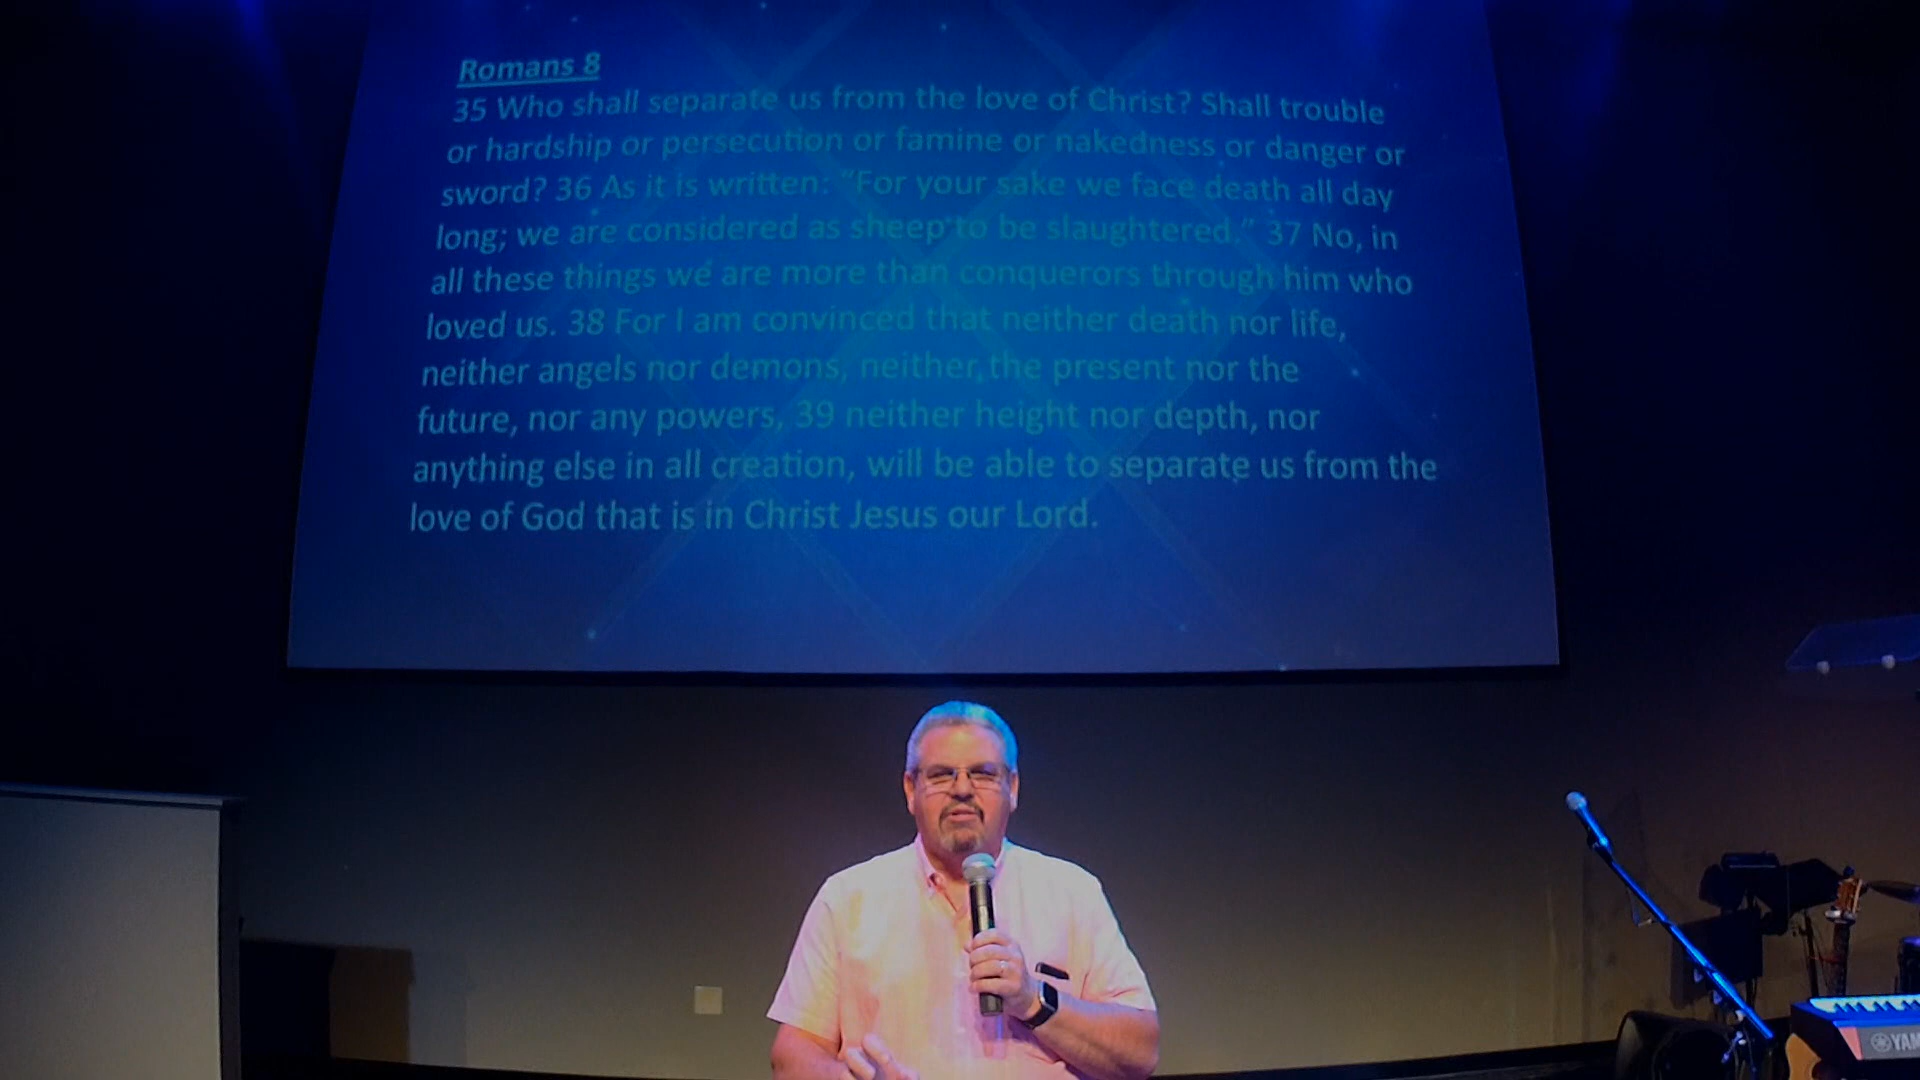 Romans 8
35 Who shall separate us from the love of Christ? Shall trouble
or hardship or persecution or famine or nakedness or danger or
sword? 36 As it is written: "For your sake we face death all day
long; we are considered as sheep to be slaughtered." 37 No, in
all these things we are more than conquerors through him who
loved us. 38 For I am convinced that neither death nor life,
neither angels nor demons, neither the present nor the
future, nor any powers, 39 neither height nor depth, nor
anything else in all creation, will be able to separate us from the
love of God that is in Christ Jesus our Lord.
YAM